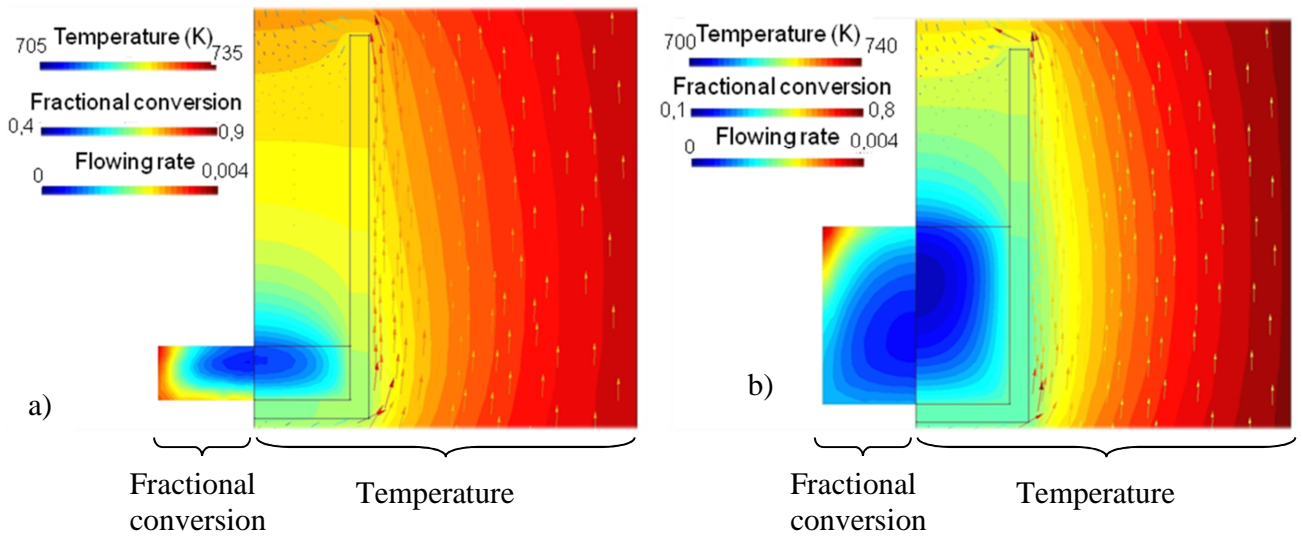 Temperature (K)
705
735
Fractional conversion
0,4
0,9
Flowing rate
0
0,004
a)
Fractional
conversion
Temperature
Temperature (K)
700
740
Fractional conversion
0,1
0,8
Flowing rate
0
0,004
b)
Fractional
conversion
Temperature